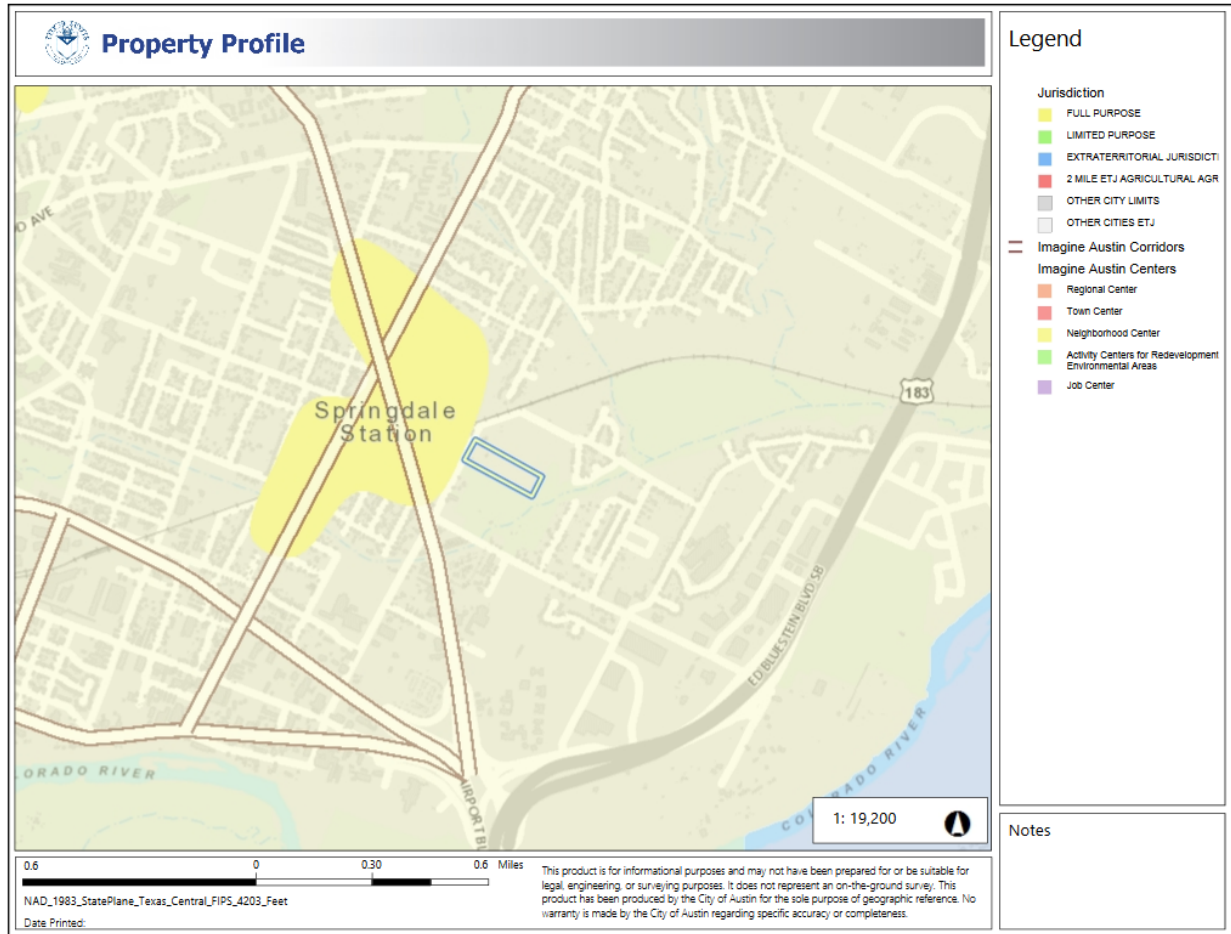 Property Profile
Legend
Jurisdiction
FULL PURPOSE
LIMITED PURPOSE
EXTRATERRITORIAL JURISDICTI
2 MILE ETJ AGRICULTURAL AGR
OTHER CITY LIMITS
OTHER CITIES ETJ
Imagine Austin Corridors
Imagine Austin Centers
Regional Center
Town Center
Neighborhood Center
Activity Centers for Redevelopment
Environmental Areas
Job Center
AVE
183
Springdale
Station
ED BLUESTEIN BLVD SB
COLORADO RIVER
LORADO RIVER
AIRPORT BL
1: 19,200
Notes
0.6 0 0.30 0.6 Miles
NAD_1983_StatePlane_Texas_Central_FIPS_4203_Feet
Date Printed:
This product is for informational purposes and may not have been prepared for or be suitable for
legal, engineering, or surveying purposes. It does not represent an on-the-ground survey. This
product has been produced by the City of Austin for the sole purpose of geographic reference. No
warranty is made by the City of Austin regarding specific accuracy or completeness.